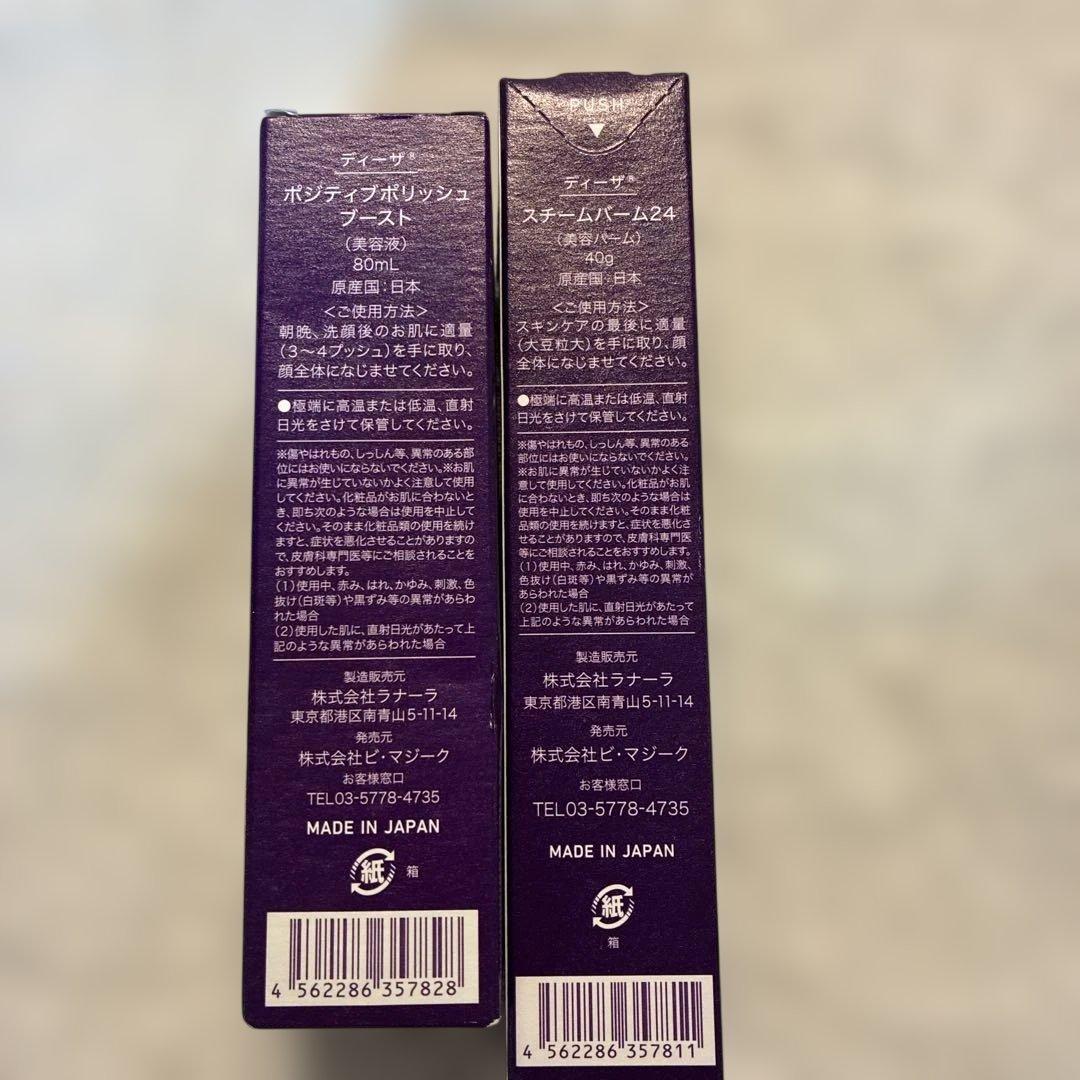 ディーザ®
ポジティブポリッシュ
ブースト
(美容液)
80mL
原産国:日本
<ご使用方法>
朝晩、洗顔後のお肌に適量
(3〜4プッシュ)を手に取り、
顔全体になじませてください。
●極端に高温または低温、直射
日光をさけて保管してください。
※傷やはれもの、しっしん等、異常のある部
位にはお使いにならないでください。※お肌
に異常が生じていないかよく注意して使用
してください。化粧品がお肌に合わないと
き、即ち次のような場合は使用を中止して
ください。そのまま化粧品類の使用を続け
ますと、症状を悪化させることがありますの
で、皮膚科専門医等にご相談されることを
おすすめします。
(1)使用中、赤み、はれ、かゆみ、刺激、色
抜け(白斑等)や黒ずみ等の異常があらわ
れた場合
(2)使用した肌に、直射日光があたって上
記のような異常があらわれた場合
製造販売元
株式会社ラナーラ
東京都港区南青山5-11-14
発売元
株式会社ビ・マジーク
お客様窓口
TEL03-5778-4735
MADE IN JAPAN
紙 箱
4 562286 357828
PUSH
ディーザ®
スチームバーム24
(美容バーム)
40g
原産国:日本
<ご使用方法>
スキンケアの最後に適量
(大豆粒大)を手に取り、顔
全体になじませてください。
●極端に高温または低温、直射
日光をさけて保管してください。
※傷やはれもの、しっしん等、異常のある
部位にはお使いにならないでください。
※お肌に異常が生じていないかよく注
意して使用してください。化粧品がお肌
に合わないとき、即ち次のような場合は
使用を中止してください。そのまま化粧
品類の使用を続けますと、症状を悪化さ
せることがありますので、皮膚科専門医
等にご相談されることをおすすめします。
(1)使用中、赤み、はれ、かゆみ、刺激、
色抜け(白斑等)や黒ずみ等の異常が
あらわれた場合
(2)使用した肌に、直射日光があたって
上記のような異常があらわれた場合
製造販売元
株式会社ラナーラ
東京都港区南青山5-11-14
発売元
株式会社ビ・マジーク
お客様窓口
TEL03-5778-4735
MADE IN JAPAN
紙
箱
4 562286 357811